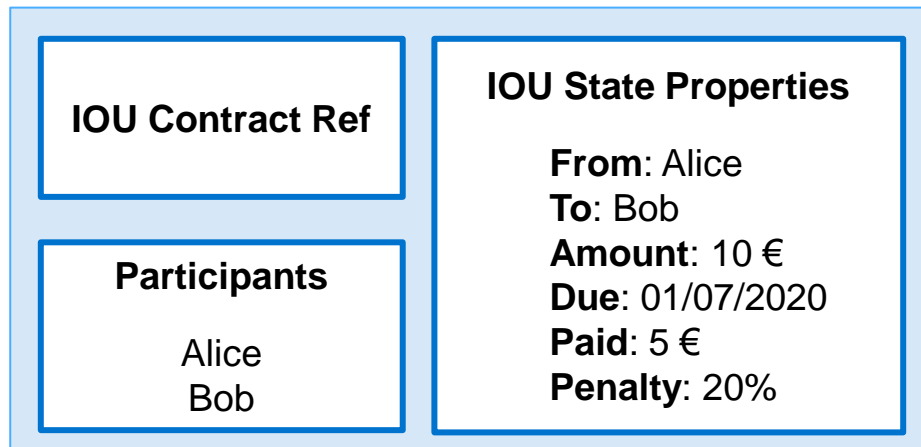 IOU Contract Ref
Participants
Alice
Bob
IOU State Properties
From: Alice
To: Bob
Amount: 10 €
Due: 01/07/2020
Paid: 5 €
Penalty: 20%